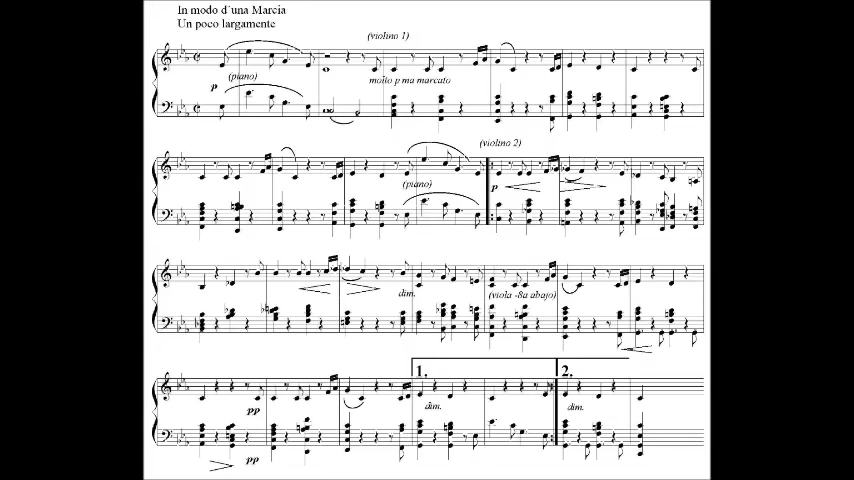 In modo d'una Marcia
Un poco largamente
(violino 1)
(piano)
molto p ma marcato
p
(violino 2)
(piano)
p
dim.
(viola -8a abajo)
1.
2.
pp
dim.
dim.
pp